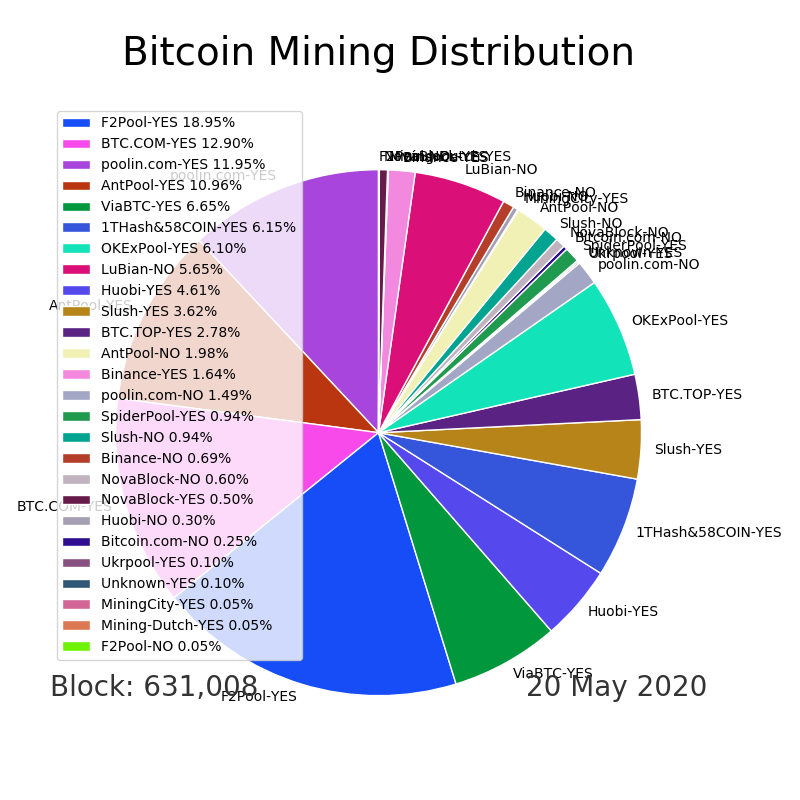 Bitcoin Mining Distribution
F2Pool-YES 18.95%
BTC.COM-YES 12.90%
poolin.com-YES 11.95%
AntPool-YES 10.96%
ViaBTC-YES 6.65%
1THash&58COIN-YES 6.15%
OKExPool-YES 6.10%
LuBian-NO 5.65%
Huobi-YES 4.61%
Slush-YES 3.62%
BTC.TOP-YES 2.78%
AntPool-NO 1.98%
Binance-YES 1.64%
poolin.com-NO 1.49%
SpiderPool-YES 0.94%
Slush-NO 0.94%
Binance-NO 0.69%
NovaBlock-NO 0.60%
NovaBlock-YES 0.50%
Huobi-NO 0.30%
Bitcoin.com-NO 0.25%
Ukrpool-YES 0.10%
Unknown-YES 0.10%
MiningCity-YES 0.05%
Mining-Dutch-YES 0.05%
F2Pool-NO 0.05%
poolin.com-YES
AntPool-YES
BTC.COM-YES
F2Pool-YES
ViaBTC-YES
Huobi-YES
1THash&58COIN-YES
Slush-YES
BTC.TOP-YES
OKExPool-YES
poolin.com-NO
SpiderPool-YES
Bitcoin.com-NO
NovaBlock-NO
Slush-NO
AntPool-NO
MiningCity-YES
Binance-NO
LuBian-NO
Block: 631,008
20 May 2020